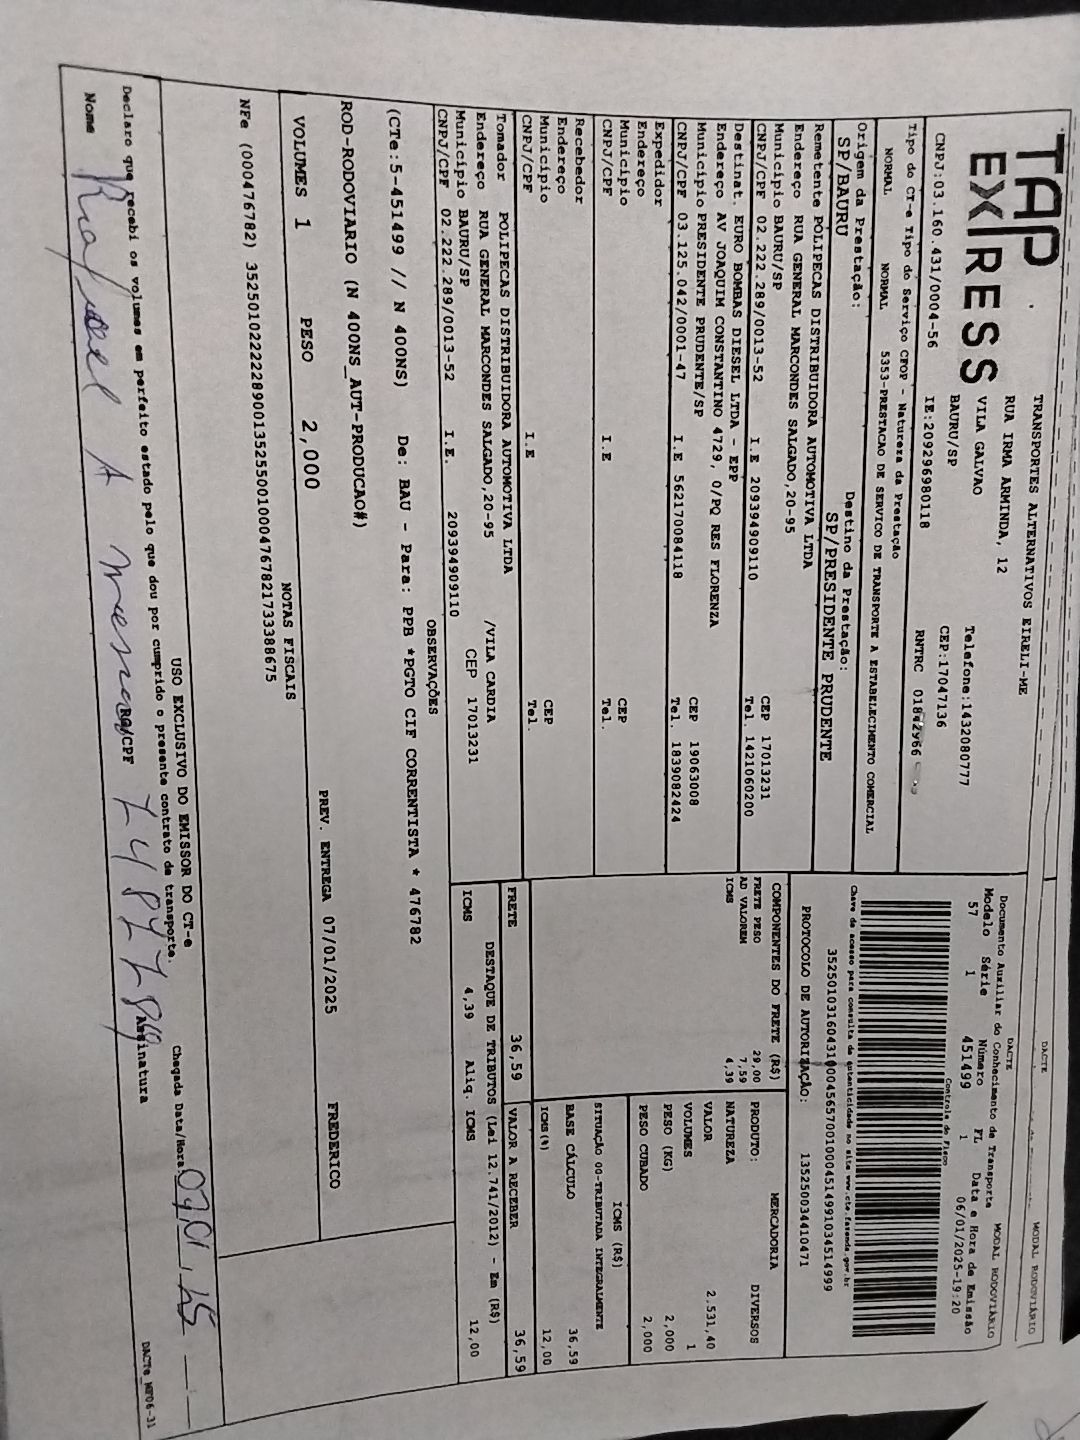 TAP
EXPRESS
TRANSPORTES ALTERNATIVOS EIRELI-ME
RUA IRMA ARMINDA, 12
VILA GALVAO
BAURU/SP
Telefone:1432080777
CEP:17047136
CNPJ:03.160.431/0004-56
IE:209296980118
RNTRC
Tipo do CT-e Tipo do Serviço CFOP - Natureza da Prestação
NORMAL NORMAL 5353-PRESTACAO DE SERVICO DE TRANSPORTE A ESTABELECIMENTO COMERCIAL
Origem da Prestação: Destino da Prestação:
SP/BAURU SP/PRESIDENTE PRUDENTE
Remetente POLIPECAS DISTRIBUIDORA AUTOMOTIVA LTDA
Endereço RUA GENERAL MARCONDES SALGADO,20-95
Município BAURU/SP CEP 17013231
CNPJ/CPF 02.222.289/0013-52 I.E 209394909110 Tel. 1421060200
Destinat. EURO BOMBAS DIESEL LTDA - EPP
Endereço AV JOAQUIM CONSTANTINO 4729, 0/PQ RES FLORENZA
Município PRESIDENTE PRUDENTE/SP CEP 19063008
CNPJ/CPF 03.125.042/0001-47 I.E 562170084118 Tel. 1839082424
Expedidor
Endereço
Município CEP
CNPJ/CPF I.E Tel.
Recebedor
Endereço
Município CEP
CNPJ/CPF I.E Tel.
Tomador POLIPECAS DISTRIBUIDORA AUTOMOTIVA LTDA
Endereço RUA GENERAL MARCONDES SALGADO,20-95 /VILA CARDIA
Município BAURU/SP CEP 17013231
CNPJ/CPF 02.222.289/0013-52 I.E. 209394909110
DACTE MODAL RODOVIÁRIO
DACTE MODAL RODOVIÁRIO
Documento Auxiliar do Conhecimento de Transporte
Modelo Série Número FL Data e Hora de Emissão
57 1 451499 1 06/01/2025-19:20
Controle do Fisco
Chave de acesso para consulta de autenticidade no site www.cte.fazenda.gov.br
35250103160431000456570010004514991034514999
PROTOCOLO DE AUTORIZAÇÃO: 135250034410471
COMPONENTES DO FRETE (R$)
FRETE PESO 29,00
AD VALOREM 7,59
ICMS 4,39
MERCADORIA
PRODUTO: DIVERSOS
NATUREZA
VALOR 2.531,40
VOLUMES 1
PESO (KG) 2,000
PESO CUBADO 2,000
ICMS (R$)
SITUAÇÃO 00-TRIBUTADA INTEGRALMENTE
BASE CÁLCULO 36,59
ICMS(%) 12,00
FRETE 36,59 VALOR A RECEBER 36,59
DESTAQUE DE TRIBUTOS (Lei 12.741/2012) - Em (R$)
ICMS 4,39 Aliq. ICMS 12,00
OBSERVAÇÕES
(CTe:5-451499 // N 400NS) De: BAU - Para: PPB *PGTO CIF CORRENTISTA * 476782
ROD-RODOVIARIO (N 400NS_AUT-PRODUCAO#)
VOLUMES 1 PESO 2,000 PREV. ENTREGA 07/01/2025 FREDERICO
NOTAS FISCAIS
NFe (000476782) 35250102222289001352550010004767821733388675
USO EXCLUSIVO DO EMISSOR DO CT-e
Declaro que recebi os volumes em perfeito estado pelo que dou por cumprido o presente contrato de transporte.
Chegada Data/Hora 07 01 25
Nome Rafael A RG/CPF Assinatura
DACTe_MF06-31